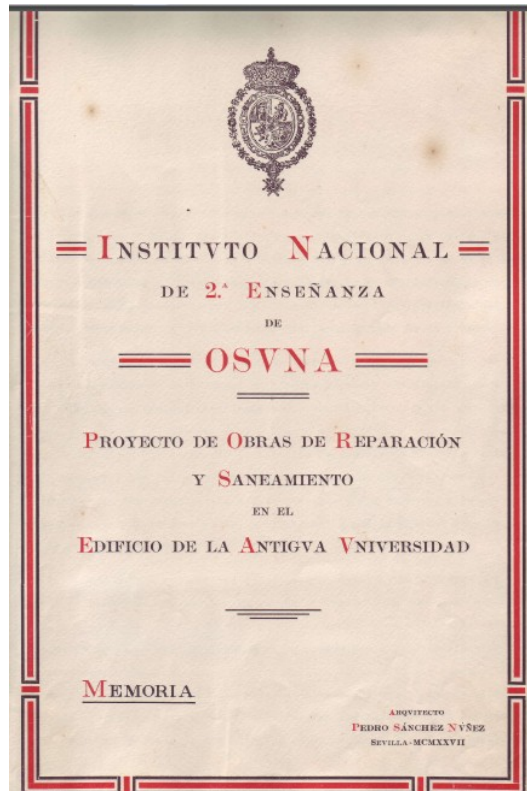 INSTITVTO NACIONAL
DE 2.ª ENSEÑANZA
DE
OSVNA
PROYECTO DE OBRAS DE REPARACIÓN
Y SANEAMIENTO
EN EL
EDIFICIO DE LA ANTIGVA VNIVERSIDAD
MEMORIA
ARQVITECTO
PEDRO SÁNCHEZ NVÑEZ
SEVILLA-MCMXXVII